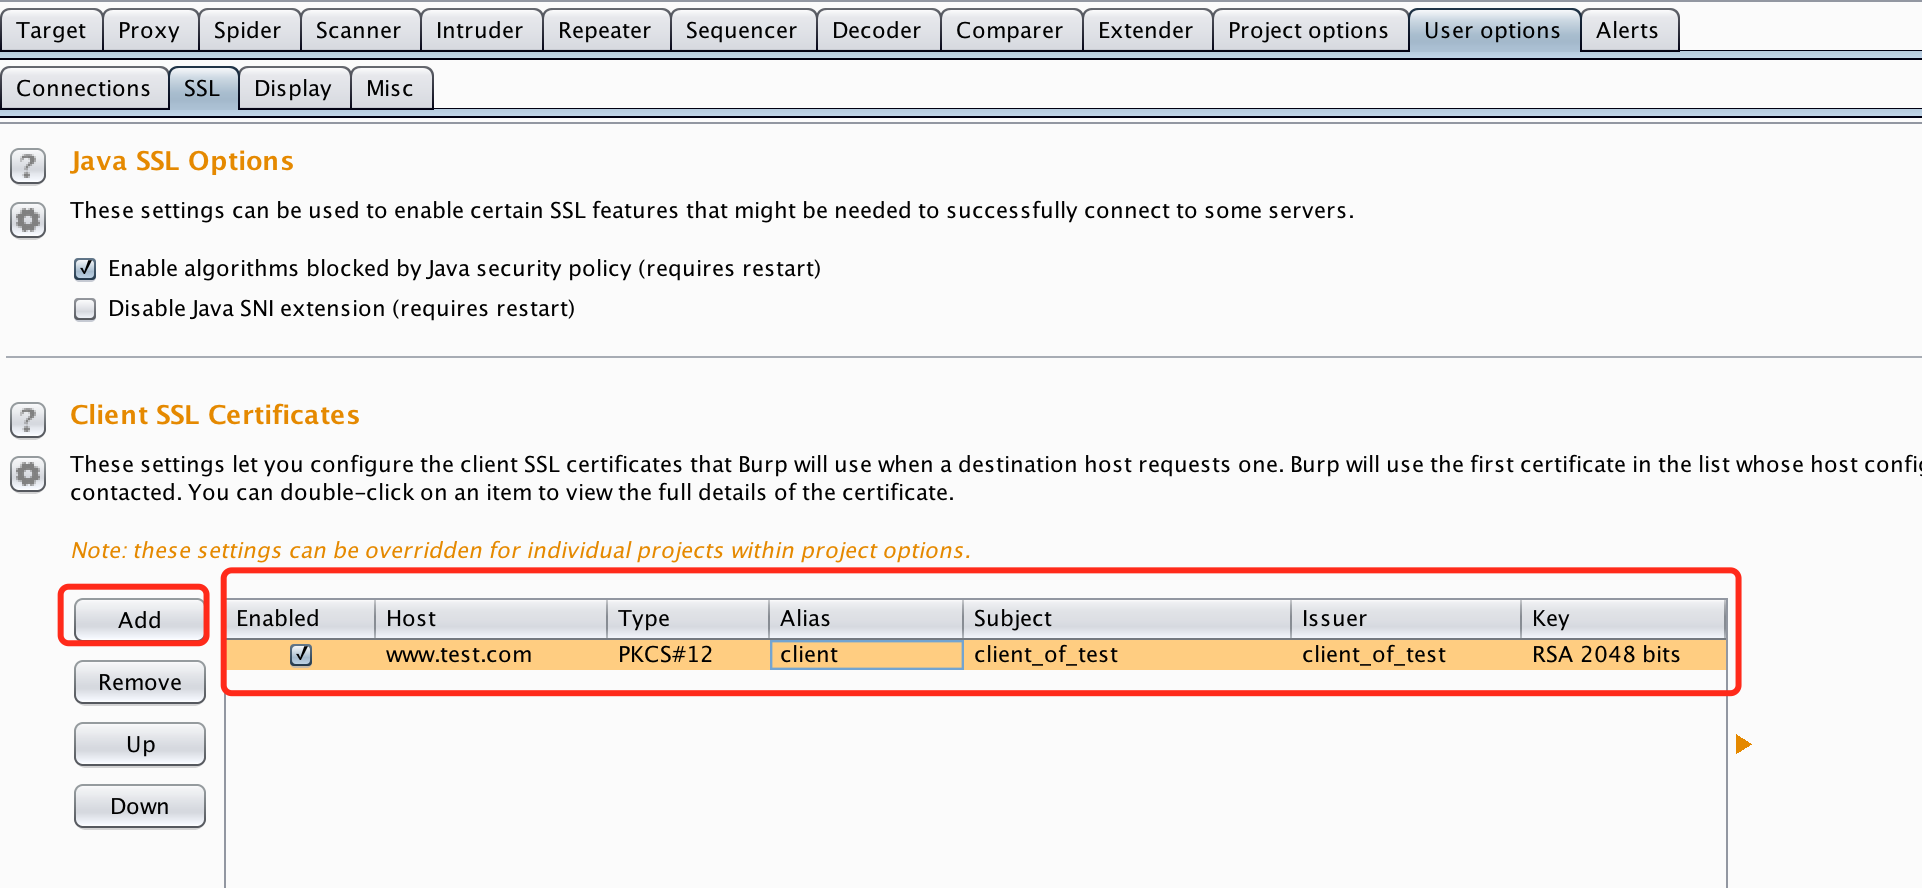 Target Proxy Spider Scanner Intruder Repeater Sequencer Decoder Comparer Extender Project options User options Alerts
Connections SSL Display Misc
Java SSL Options
These settings can be used to enable certain SSL features that might be needed to successfully connect to some servers.
Enable algorithms blocked by Java security policy (requires restart)
Disable Java SNI extension (requires restart)
Client SSL Certificates
These settings let you configure the client SSL certificates that Burp will use when a destination host requests one. Burp will use the first certificate in the list whose host
contacted. You can double-click on an item to view the full details of the certificate.
Note: these settings can be overridden for individual projects within project options.
Add Enabled Host Type Alias Subject Issuer Key
www.test.com PKCS#12 client client_of_test client_of_test RSA 2048 bits
Remove
Up
Down